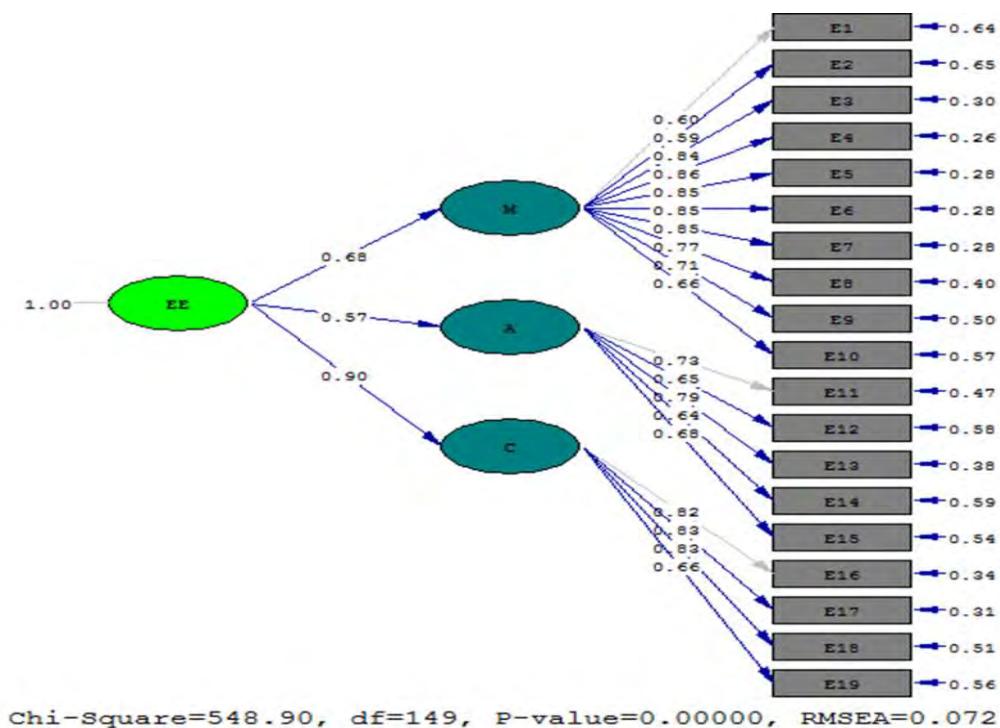 E1 0.64
E2 0.65
E3 0.30
E4 0.26
E5 0.28
E6 0.28
E7 0.28
E8 0.40
E9 0.50
E10 0.57
E11 0.47
E12 0.58
E13 0.38
E14 0.59
E15 0.54
E16 0.34
E17 0.31
E18 0.51
E19 0.56
0.60
0.59
0.84
0.86
0.85
0.85
0.85
0.77
0.71
0.66
0.73
0.65
0.79
0.64
0.68
0.82
0.83
0.83
0.66
M
A
C
0.68
0.57
0.90
1.00 EE
Chi-Square=548.90, df=149, P-value=0.00000, RMSEA=0.072